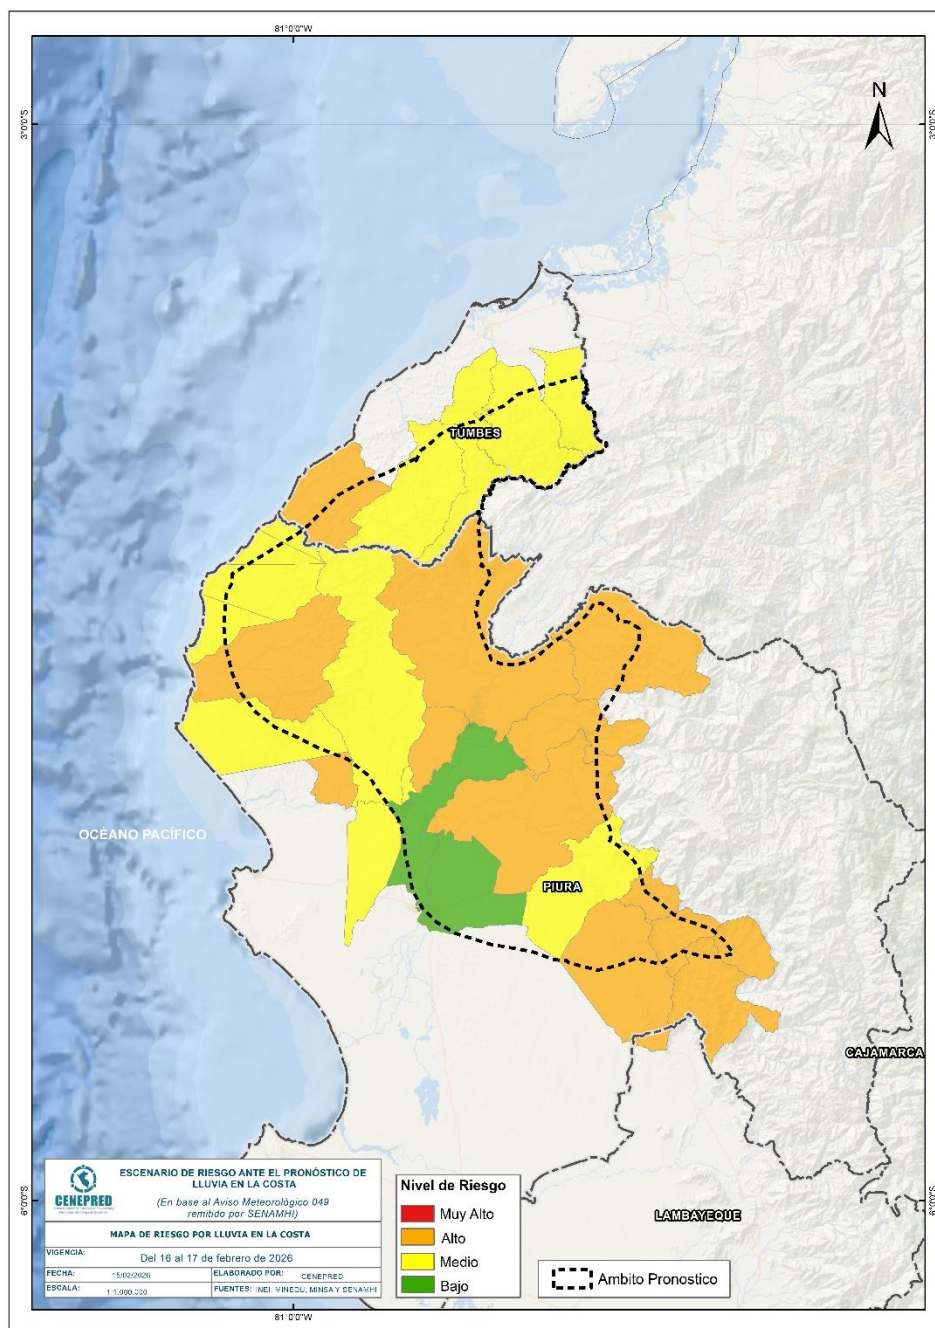 81°0'0"W
N
3°0'0"S
3°0'0"S
TUMBES
OCÉANO PACÍFICO
PIURA
CAJAMARCA
LAMBAYEQUE
6°0'0"S
6°0'0"S
CENEPRED
ESCENARIO DE RIESGO ANTE EL PRONÓSTICO DE
LLUVIA EN LA COSTA
(En base al Aviso Meteorológico 049
remitido por SENAMHI)
MAPA DE RIESGO POR LLUVIA EN LA COSTA
VIGENCIA:
Del 16 al 17 de febrero de 2026
FECHA:
15/02/2026
ELABORADO POR:
CENEPRED
ESCALA:
1:1.000.000
FUENTES: INEI, MINEDU, MINSA Y SENAMHI
Nivel de Riesgo
Muy Alto
Alto
Medio
Bajo
Ambito Pronostico
81°0'0"W